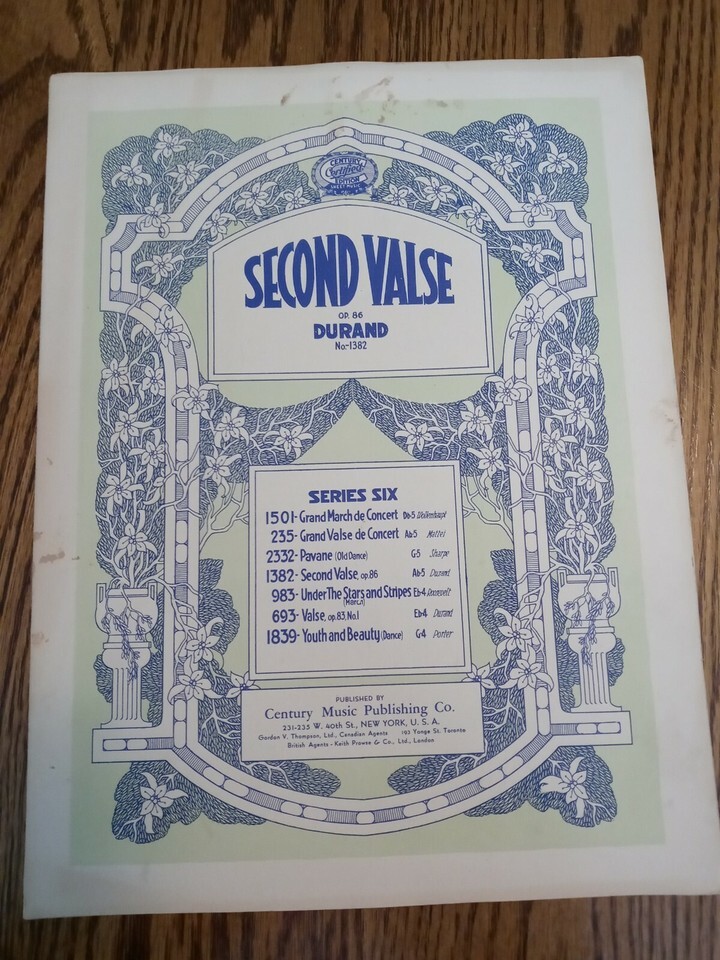 CENTURY
Certified
EDITION
SHEET MUSIC
SECOND VALSE
OP. 86
DURAND
No.-1382
SERIES SIX
1501- Grand March de Concert Db-5 Wollenhaupt
235- Grand Valse de Concert Ab5 Mattei
2332- Pavane (Old Dance) G-5 Sharpe
1382- Second Valse, op.86 Ab-5 Durand
983- Under The Stars and Stripes Eb-4
(March)
693- Valse, op.83, No.1 Eb-4 Durand
1839- Youth and Beauty (Dance) G-4 Porter
PUBLISHED BY
Century Music Publishing Co.
231-235 W. 40th St., NEW YORK, U. S. A.
Gordon V. Thompson, Ltd., Canadian Agents 193 Yonge St. Toronto
British Agents - Keith Prowse & Co., Ltd., London